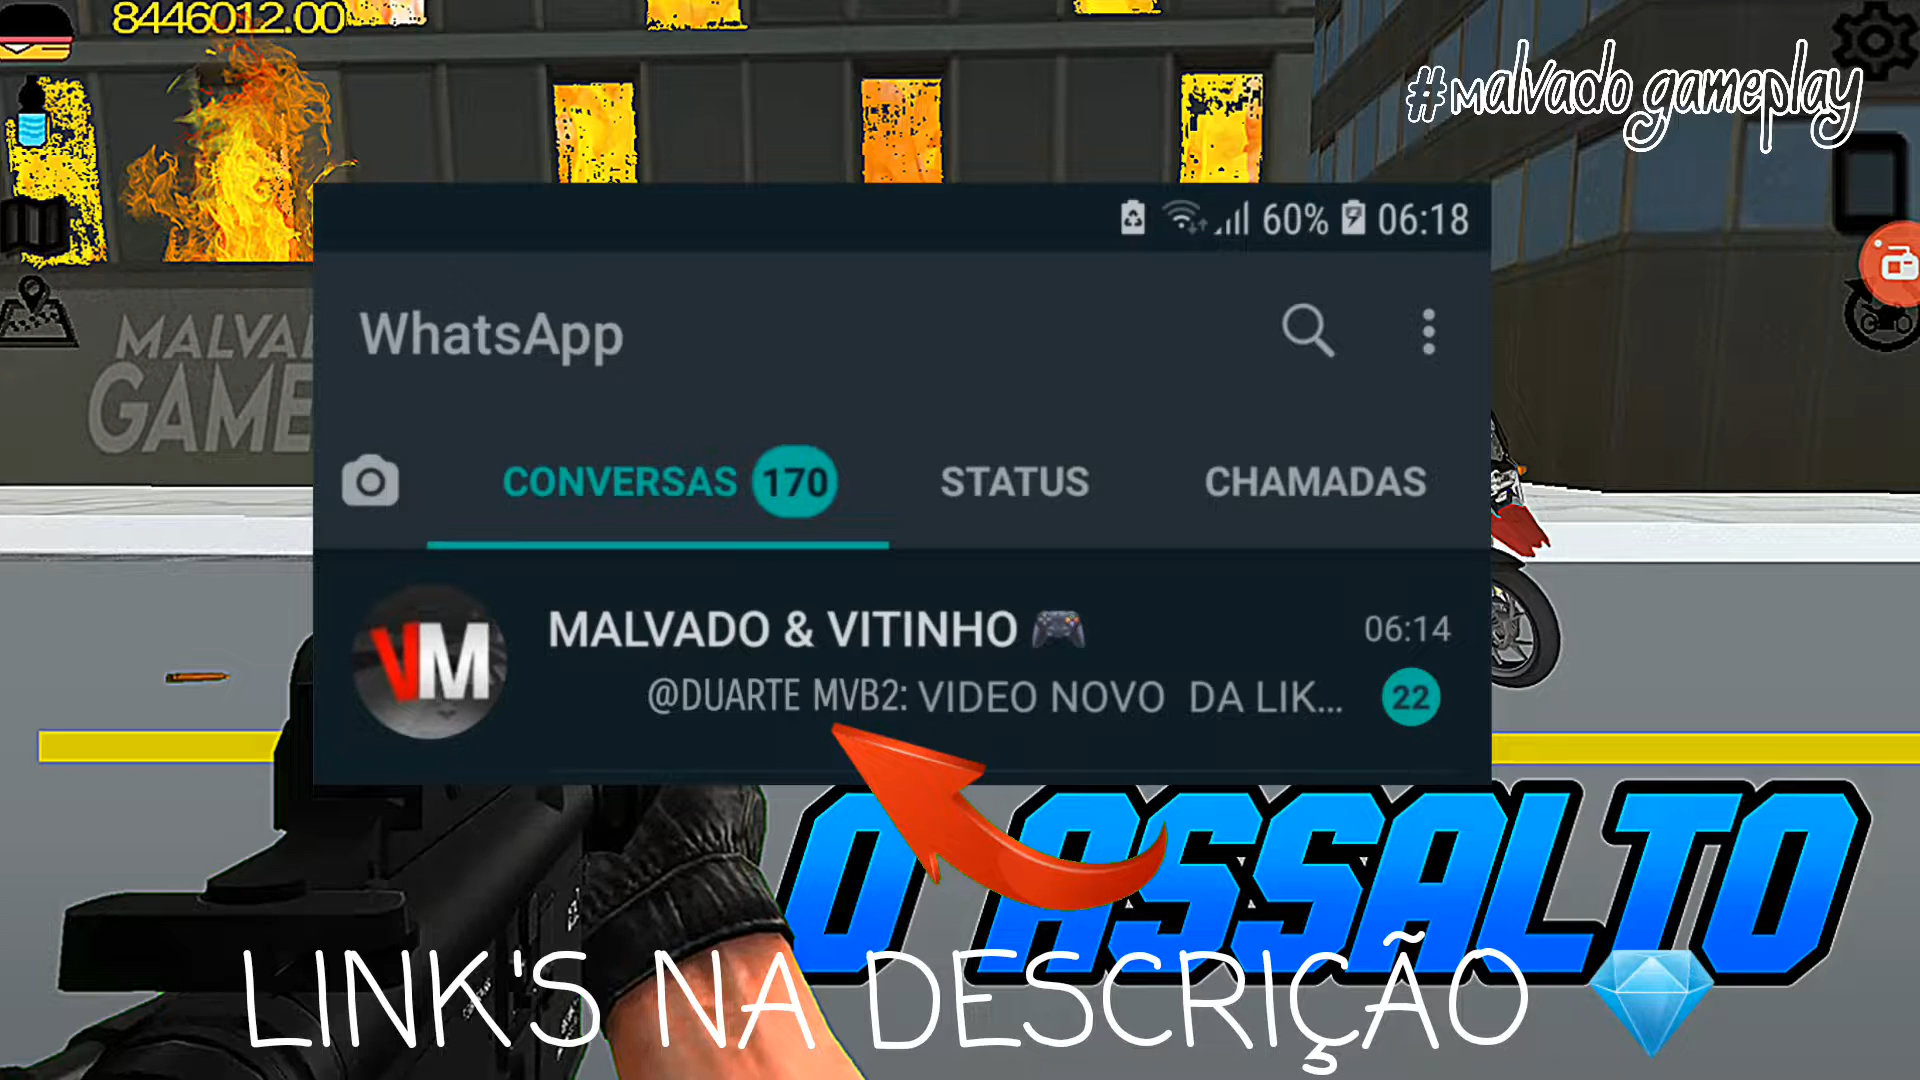 8446012.00
#malvado gameplay
60% 06:18
WhatsApp
MALVA
GAME
CONVERSAS 170 STATUS CHAMADAS
VM
MALVADO & VITINHO 06:14
@DUARTE MVB2: VIDEO NOVO DA LIK... 22
O ASSALTO
LINK'S NA DESCRIÇÃO